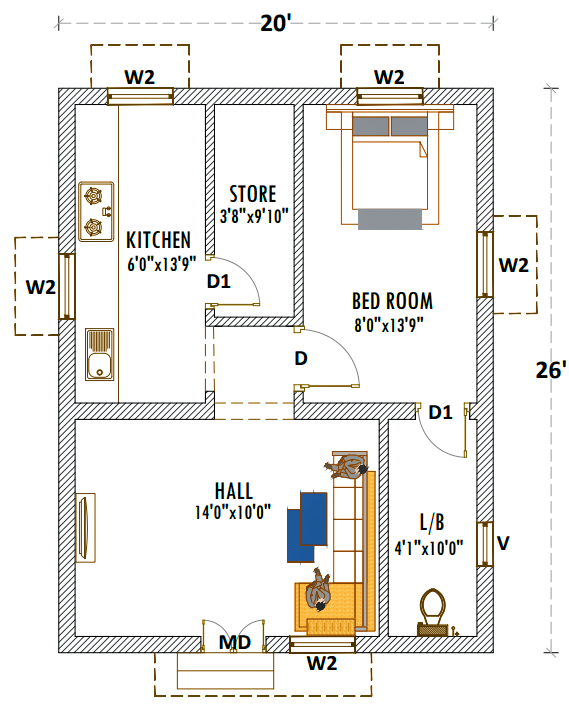 20'
W2
W2
STORE
3'8"x9'10"
KITCHEN
6'0"x13'9"
W2
W2
D1
BED ROOM
8'0"x13'9"
D
26'
D1
HALL
14'0"x10'0"
L/B
4'1"x10'0"
V
MD
W2